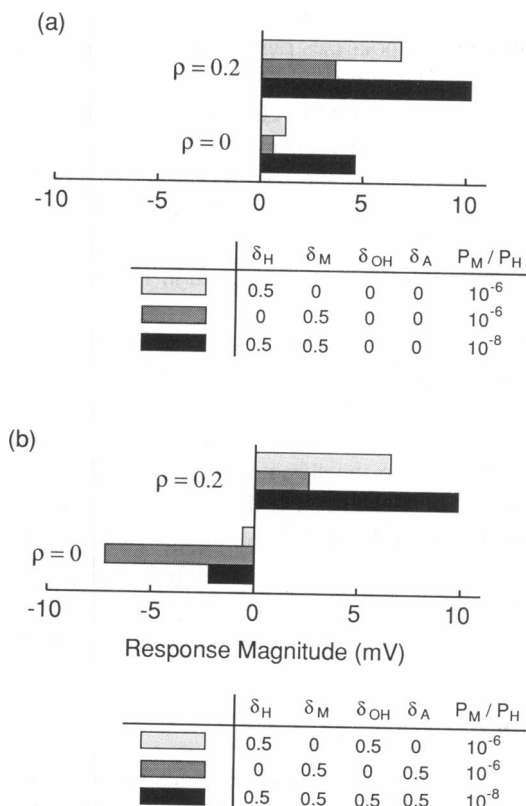 (a)
ρ = 0.2
ρ = 0
-10 -5 0 5 10
δH δM δOH δA PM / PH
0.5 0 0 0 10-6
0 0.5 0 0 10-6
0.5 0.5 0 0 10-8
(b)
ρ = 0.2
ρ = 0
-10 -5 0 5 10
Response Magnitude (mV)
δH δM δOH δA PM / PH
0.5 0 0.5 0 10-6
0 0.5 0 0.5 10-6
0.5 0.5 0.5 0.5 10-8